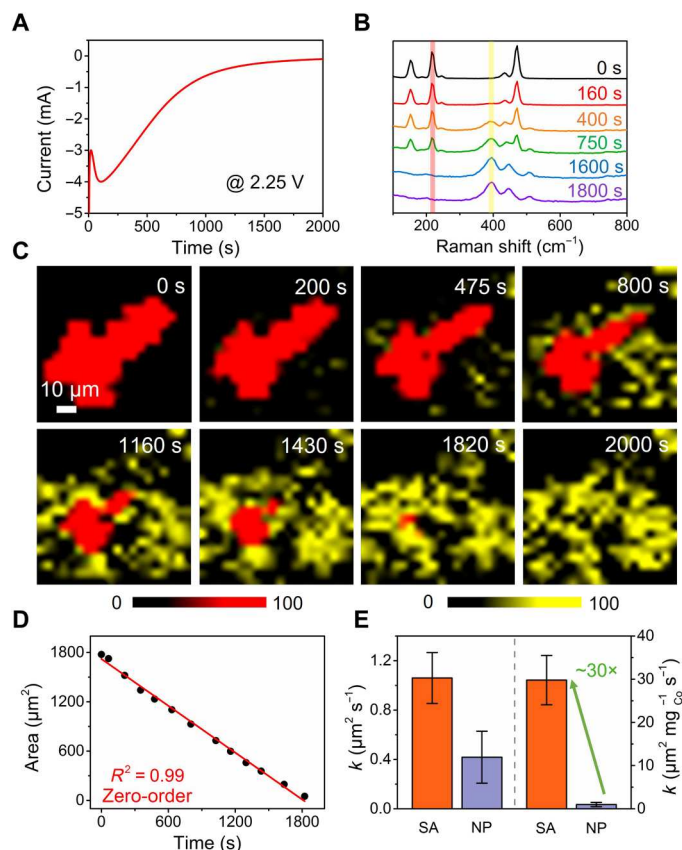 A
0
−1
−2
−3
−4
−5
Current (mA)
@ 2.25 V
0 500 1000 1500 2000
Time (s)
B
0 s
160 s
400 s
750 s
1600 s
1800 s
200 400 600 800
Raman shift (cm⁻¹)
C
0 s
200 s
475 s
800 s
10 µm
1160 s
1430 s
1820 s
2000 s
0 100
0 100
D
1800
1200
600
0
Area (µm²)
R² = 0.99
Zero-order
0 600 1200 1800
Time (s)
E
1.2
0.8
0.4
0.0
k (µm² s⁻¹)
~30×
40
30
20
10
0
k (µm² mg⁻¹Co s⁻¹)
SA NP SA NP